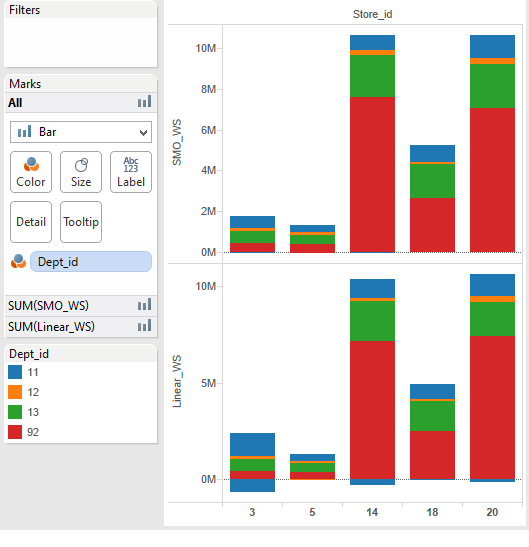 Filters
Marks
All
Bar
Color
Size
Abc
123
Label
Detail
Tooltip
Dept_id
SUM(SMO_WS)
SUM(Linear_WS)
Dept_id
11
12
13
92
Store_id
SMO_WS
10M
8M
6M
4M
2M
0M
Linear_WS
10M
5M
0M
3 5 14 18 20